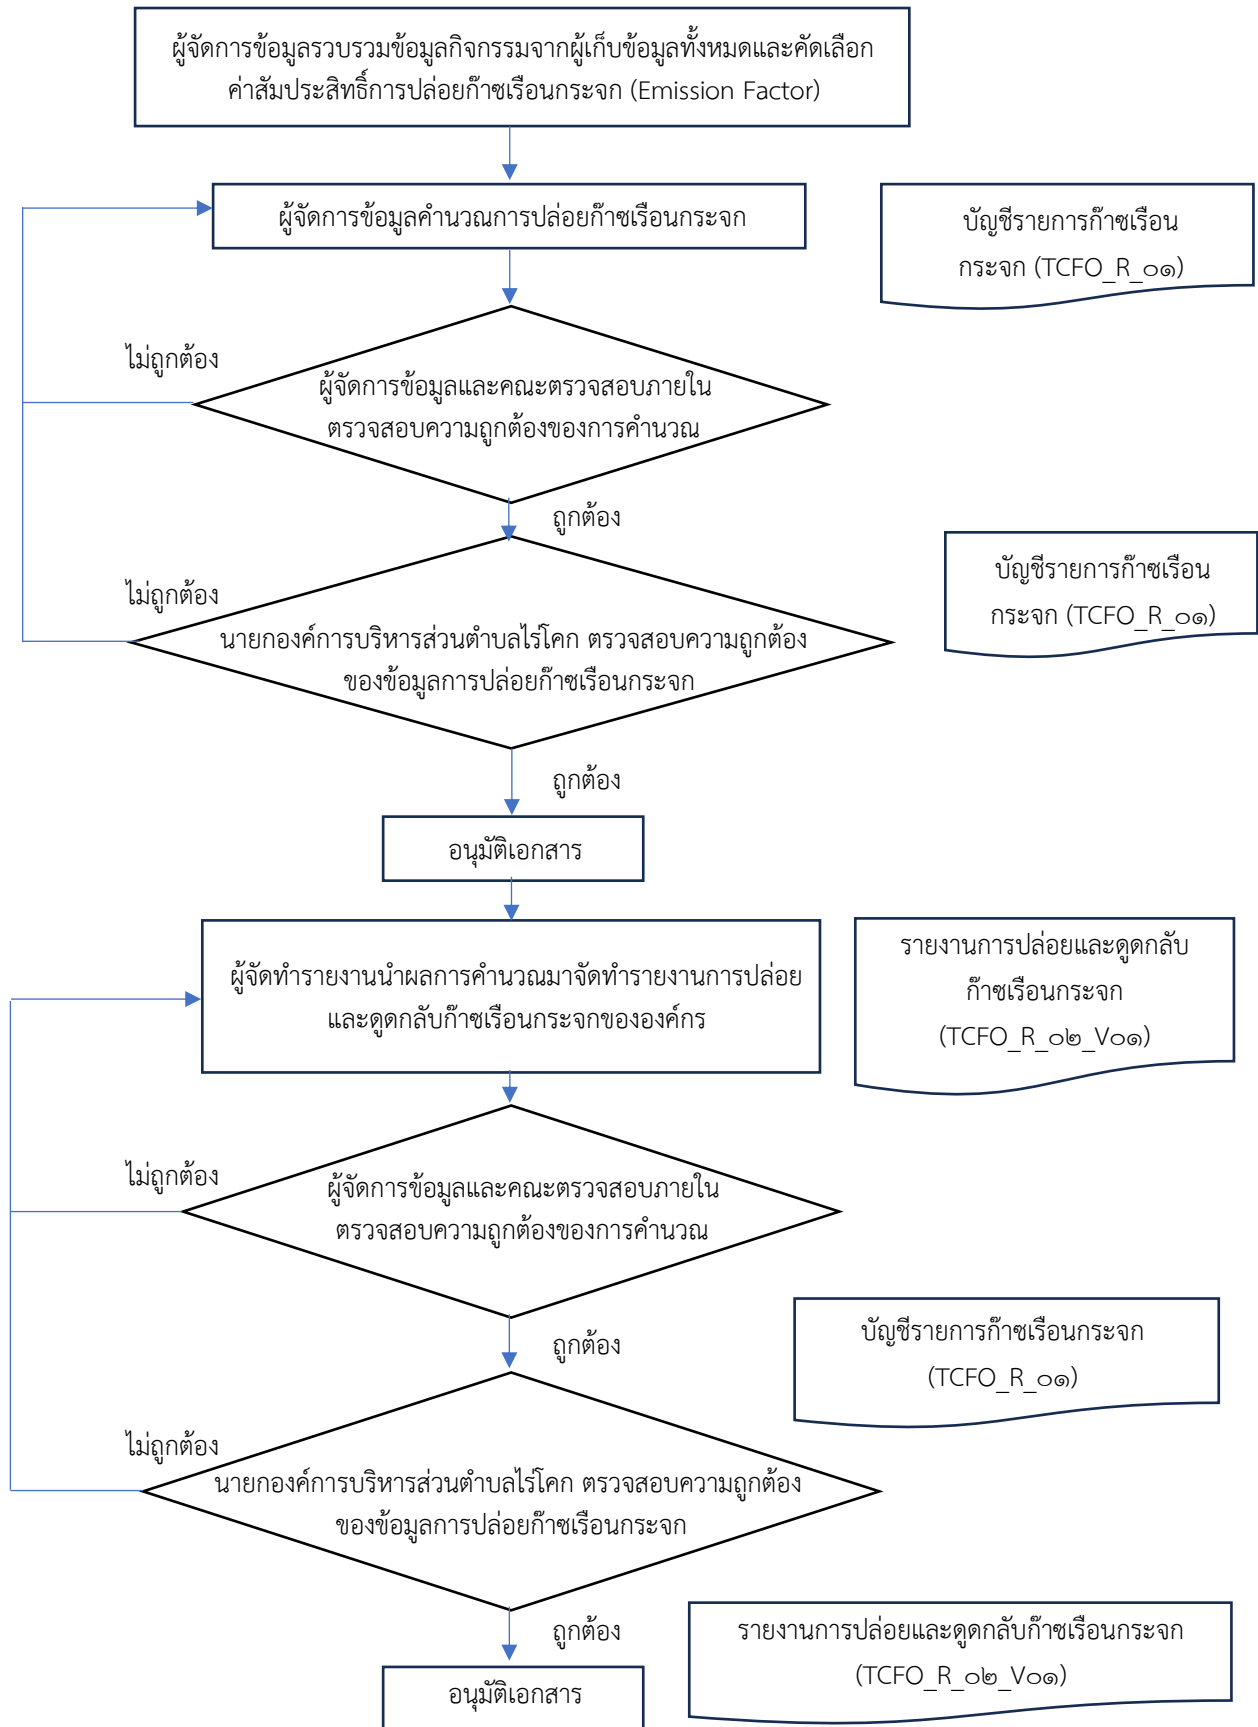 ผู้จัดการข้อมูลรวบรวมข้อมูลกิจกรรมจากผู้เก็บข้อมูลทั้งหมดและคัดเลือก
ค่าสัมประสิทธิ์การปล่อยก๊าซเรือนกระจก (Emission Factor)
ผู้จัดการข้อมูลคำนวณการปล่อยก๊าซเรือนกระจก
บัญชีรายการก๊าซเรือน
กระจก (TCFO_R_๐๑)
ไม่ถูกต้อง
ผู้จัดการข้อมูลและคณะตรวจสอบภายใน
ตรวจสอบความถูกต้องของการคำนวณ
ถูกต้อง
บัญชีรายการก๊าซเรือน
กระจก (TCFO_R_๐๑)
ไม่ถูกต้อง
นายกองค์การบริหารส่วนตำบลไร่โคก ตรวจสอบความถูกต้อง
ของข้อมูลการปล่อยก๊าซเรือนกระจก
ถูกต้อง
อนุมัติเอกสาร
ผู้จัดทำรายงานนำผลการคำนวณมาจัดทำรายงานการปล่อย
และดูดกลับก๊าซเรือนกระจกขององค์กร
รายงานการปล่อยและดูดกลับ
ก๊าซเรือนกระจก
(TCFO_R_๐๒_V๐๑)
ไม่ถูกต้อง
ผู้จัดการข้อมูลและคณะตรวจสอบภายใน
ตรวจสอบความถูกต้องของการคำนวณ
ถูกต้อง
บัญชีรายการก๊าซเรือนกระจก
(TCFO_R_๐๑)
ไม่ถูกต้อง
นายกองค์การบริหารส่วนตำบลไร่โคก ตรวจสอบความถูกต้อง
ของข้อมูลการปล่อยก๊าซเรือนกระจก
ถูกต้อง
รายงานการปล่อยและดูดกลับก๊าซเรือนกระจก
(TCFO_R_๐๒_V๐๑)
อนุมัติเอกสาร